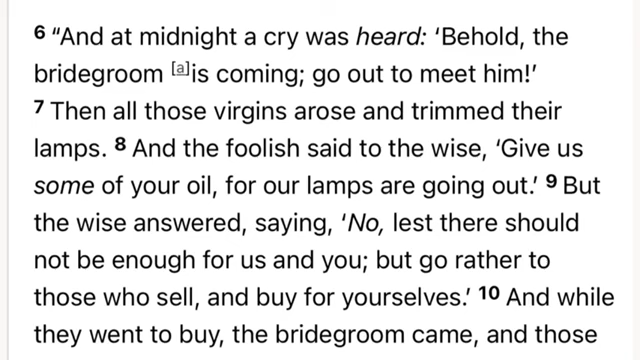 6 “And at midnight a cry was heard: ‘Behold, the
bridegroom [a]is coming; go out to meet him!’
7 Then all those virgins arose and trimmed their
lamps. 8 And the foolish said to the wise, ‘Give us
some of your oil, for our lamps are going out.’ 9 But
the wise answered, saying, ‘No, lest there should
not be enough for us and you; but go rather to
those who sell, and buy for yourselves.’ 10 And while
they went to buy, the bridegroom came, and those